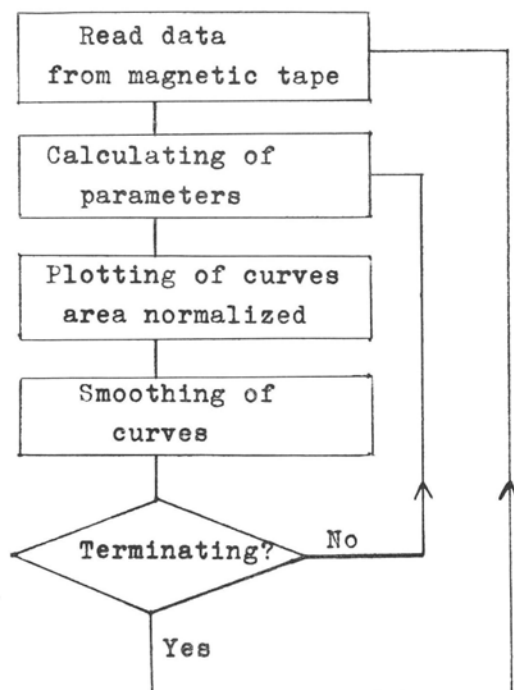 Read data
from magnetic tape
Calculating of
parameters
Plotting of curves
area normalized
Smoothing of
curves
Terminating?
No
Yes